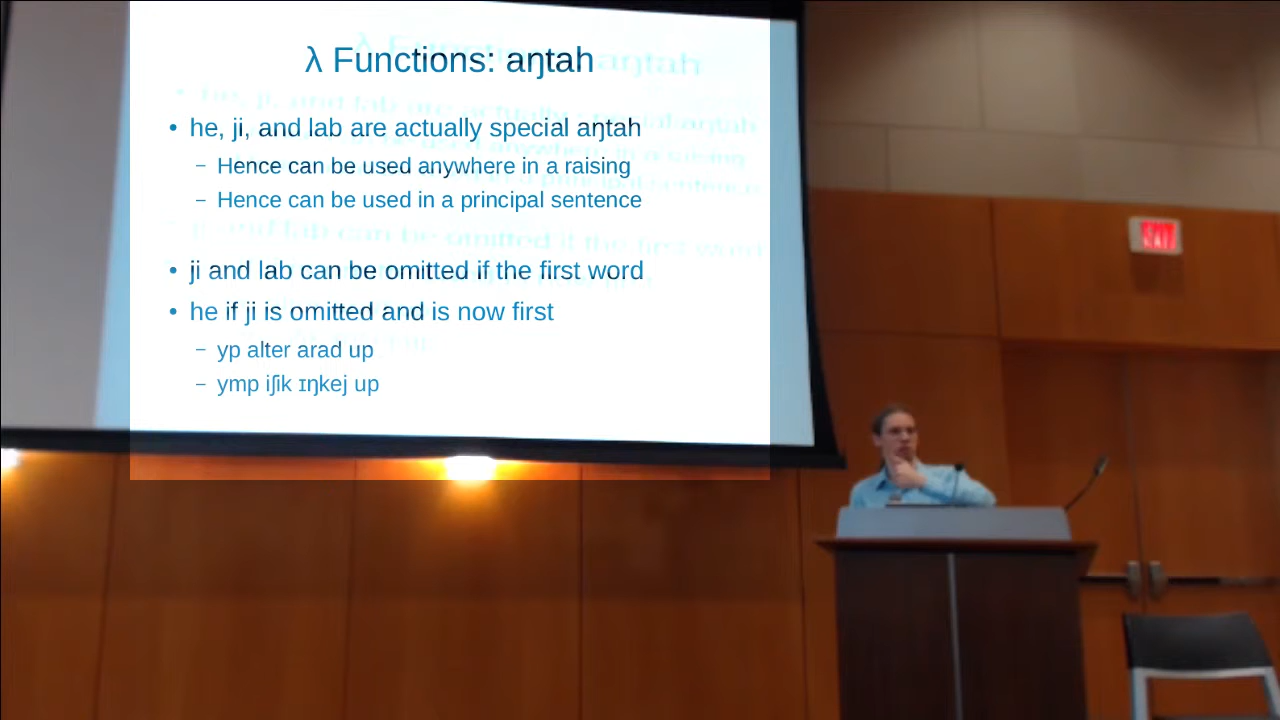 λ Functions: aŋtah
• he, ji, and lab are actually special aŋtah
– Hence can be used anywhere in a raising
– Hence can be used in a principal sentence
• ji and lab can be omitted if the first word
• he if ji is omitted and is now first
– yp alter arad up
– ymp iʃik ɪŋkej up
EXIT